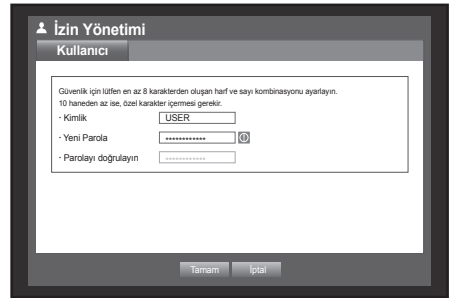 İzin Yönetimi
Kullanıcı
Güvenlik için lütfen en az 8 karakterden oluşan harf ve sayı kombinasyonu ayarlayın.
10 haneden az ise, özel karakter içermesi gerekir.
· Kimlik USER
· Yeni Parola ************
· Parolayı doğrulayın ************
Tamam İptal